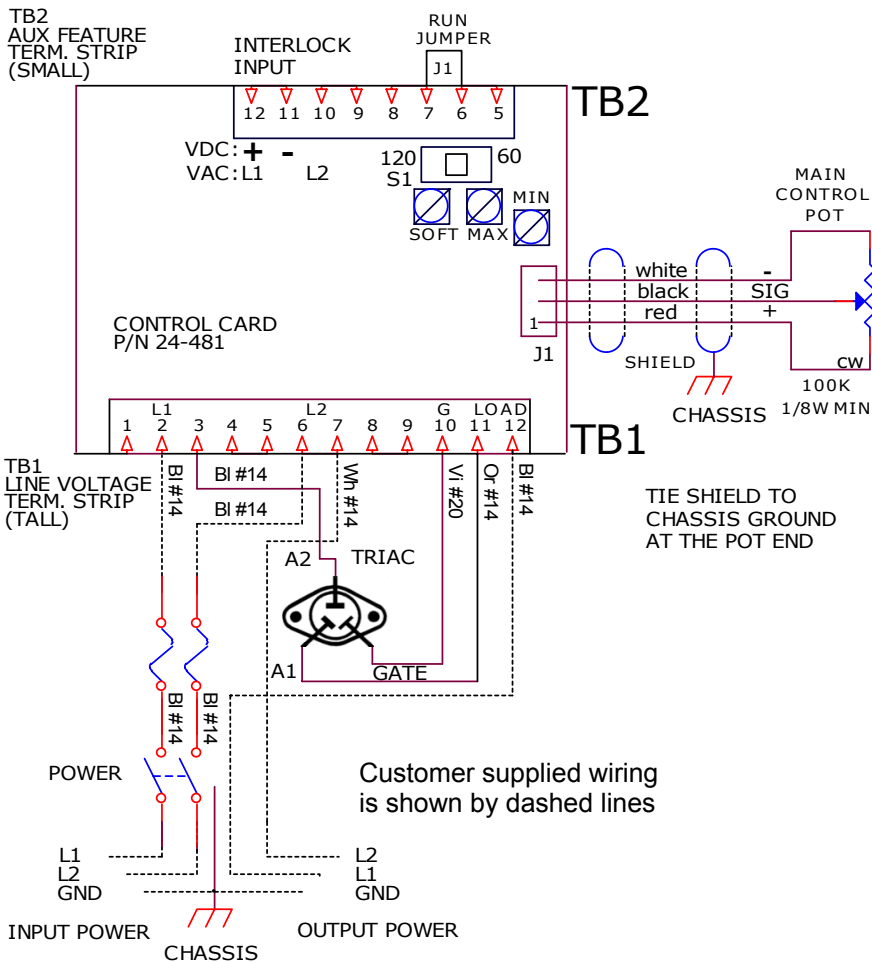 TB2
AUX FEATURE
TERM. STRIP
(SMALL)
INTERLOCK
INPUT
RUN
JUMPER
J1
TB2
12 11 10 9 8 7 6 5
VDC: + -
VAC: L1 L2
120 60
S1
SOFT MAX MIN
MAIN
CONTROL
POT
white -
black SIG
red +
1
J1
SHIELD
CHASSIS
cw
100K
1/8W MIN
CONTROL CARD
P/N 24-481
L1 L2 G LOAD
1 2 3 4 5 6 7 8 9 10 11 12
TB1
TB1
LINE VOLTAGE
TERM. STRIP
(TALL)
Bl #14
Bl #14
Bl #14
Wh #14
Vi #20
Or #14
Bl #14
TIE SHIELD TO
CHASSIS GROUND
AT THE POT END
A2 TRIAC
A1 GATE
Bl #14
Bl #14
POWER
Customer supplied wiring
is shown by dashed lines
L1
L2
GND
INPUT POWER
CHASSIS
L2
L1
GND
OUTPUT POWER